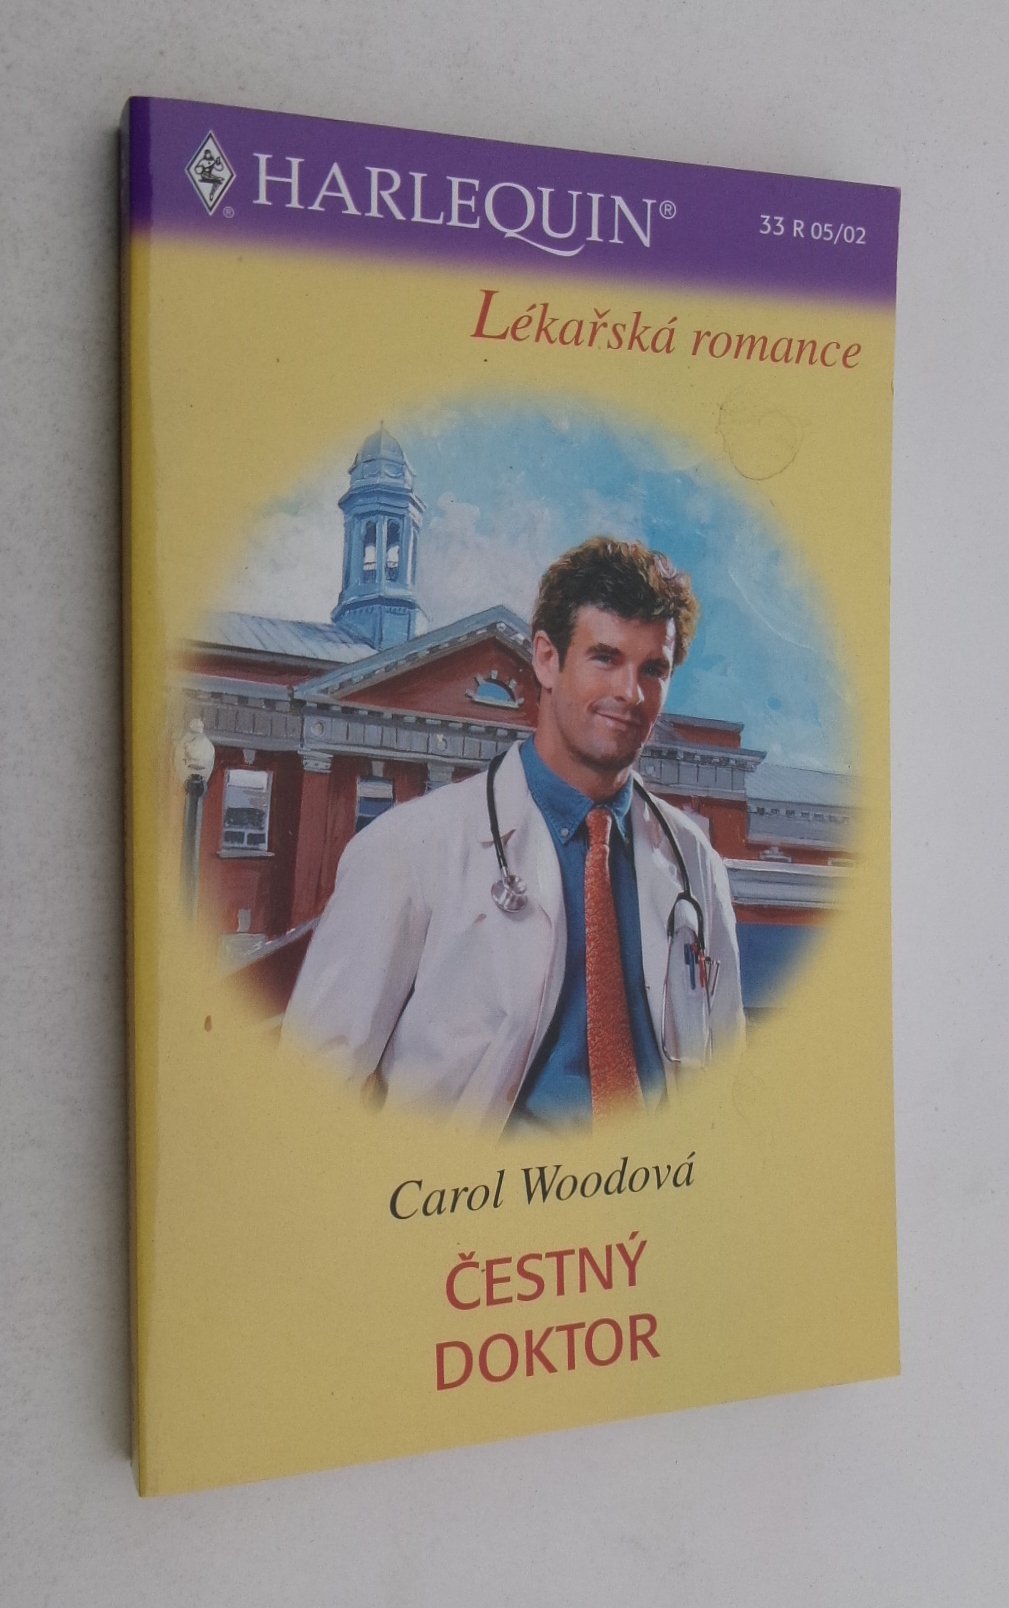 HARLEQUIN®
33 R 05/02
Lékařská romance
Carol Woodová
ČESTNÝ
DOKTOR